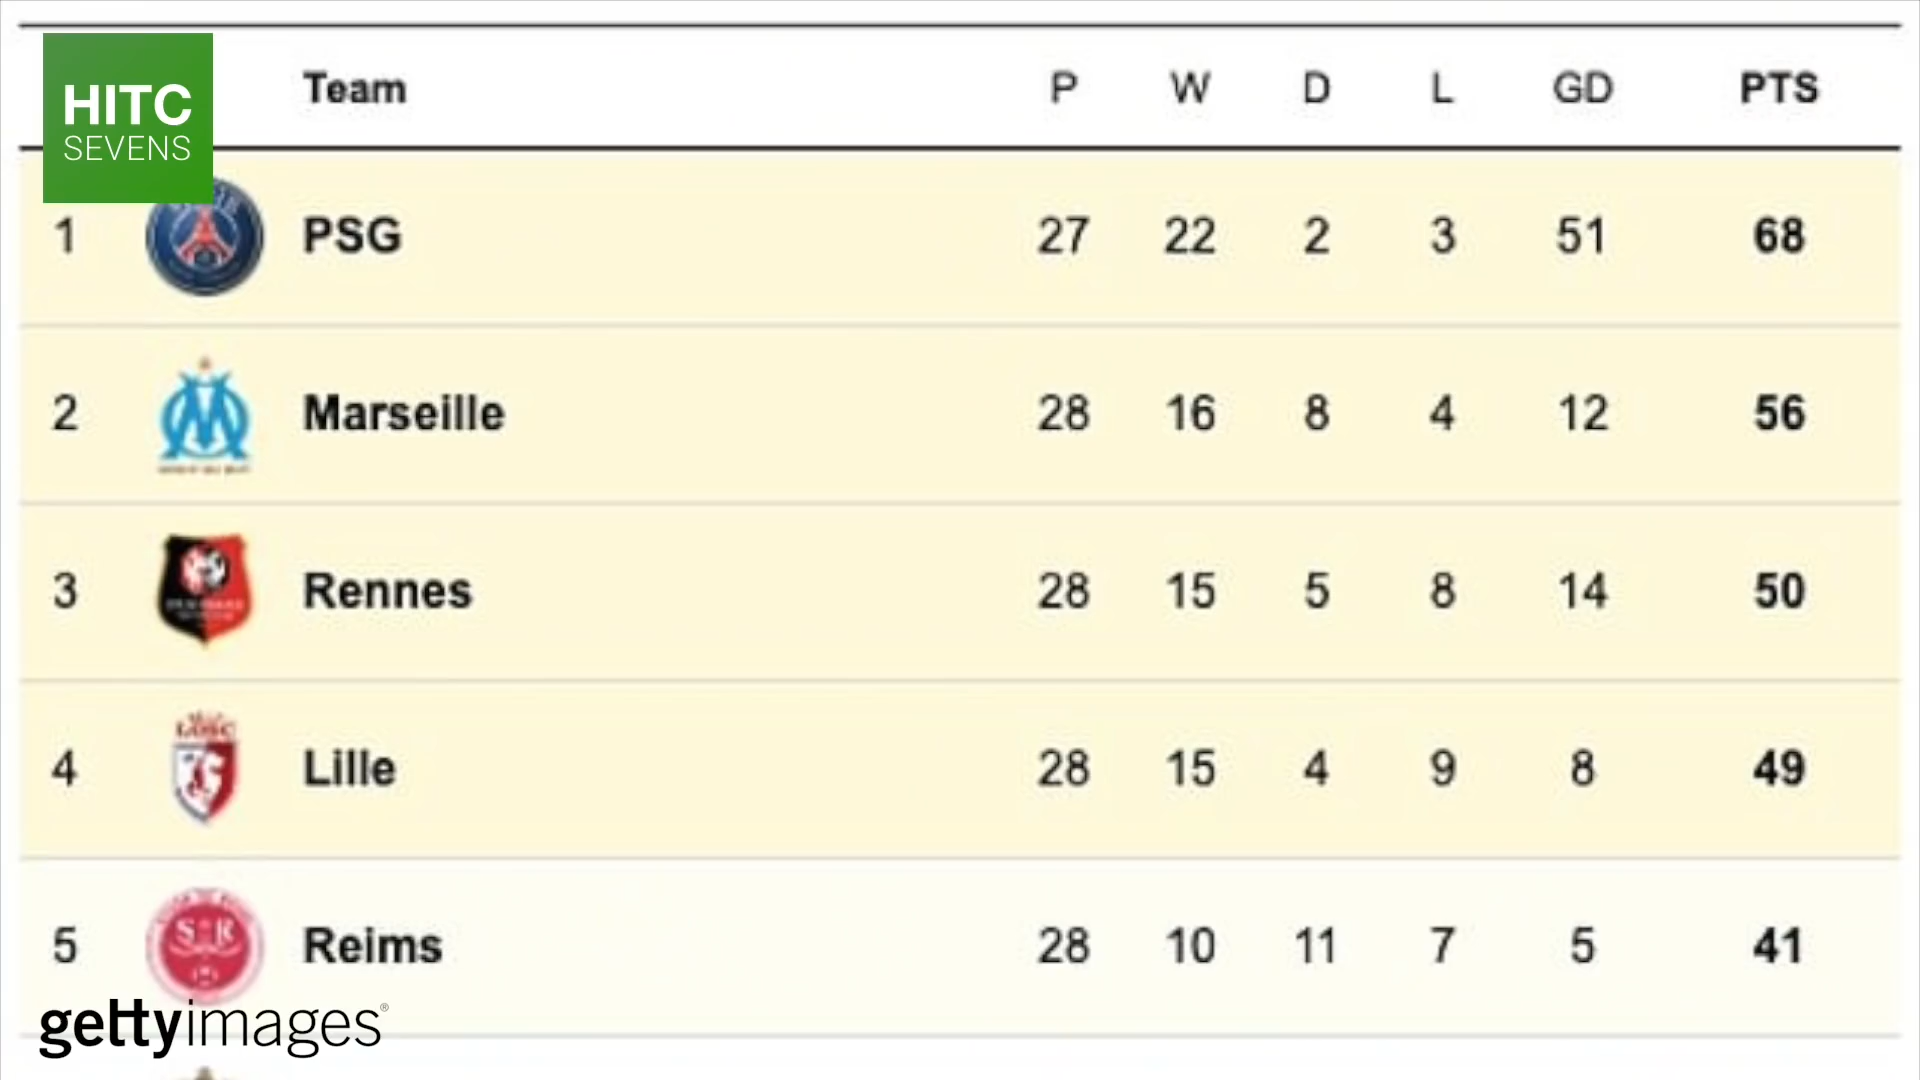 HITC
SEVENS
Team P W D L GD PTS
1 PSG 27 22 2 3 51 68
2 Marseille 28 16 8 4 12 56
3 Rennes 28 15 5 8 14 50
4 LOSC Lille 28 15 4 9 8 49
5 S R Reims 28 10 11 7 5 41
gettyimages®